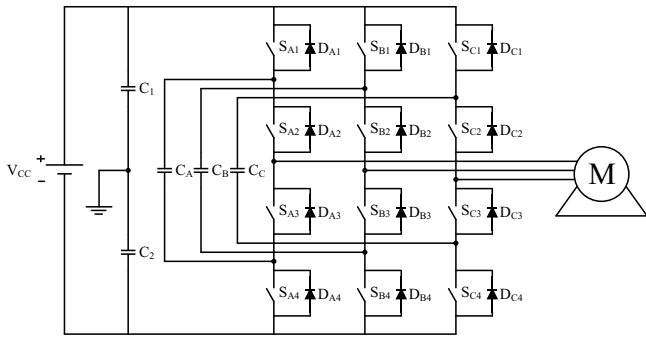 S_A1 D_A1 S_B1 D_B1 S_C1 D_C1
C_1
S_A2 D_A2 S_B2 D_B2 S_C2 D_C2
V_CC + − C_A C_B C_C M
S_A3 D_A3 S_B3 D_B3 S_C3 D_C3
C_2
S_A4 D_A4 S_B4 D_B4 S_C4 D_C4